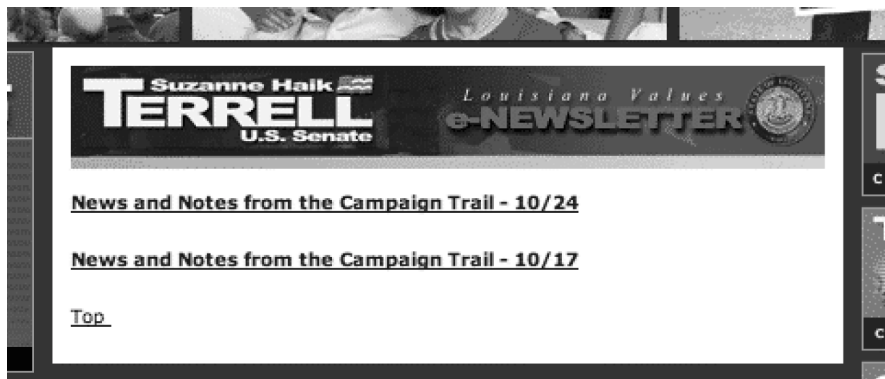 Suzanne Haik
TERRELL
U.S. Senate
Louisiana Values
e-NEWSLETTER
News and Notes from the Campaign Trail - 10/24
News and Notes from the Campaign Trail - 10/17
Top